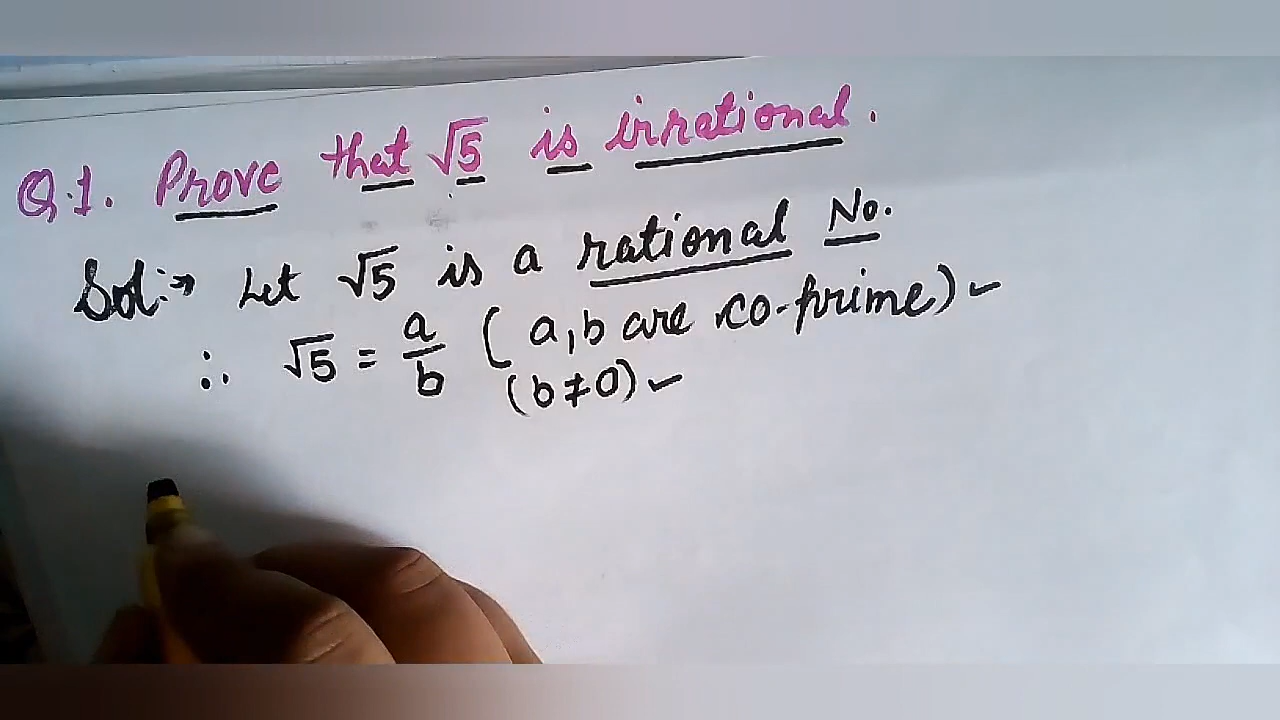 Q.1. Prove that √5 is irrational.
Sol:→ Let √5 is a rational No.
∴ √5 = a/b ( a, b are co-prime) ✓
(b ≠ 0) ✓